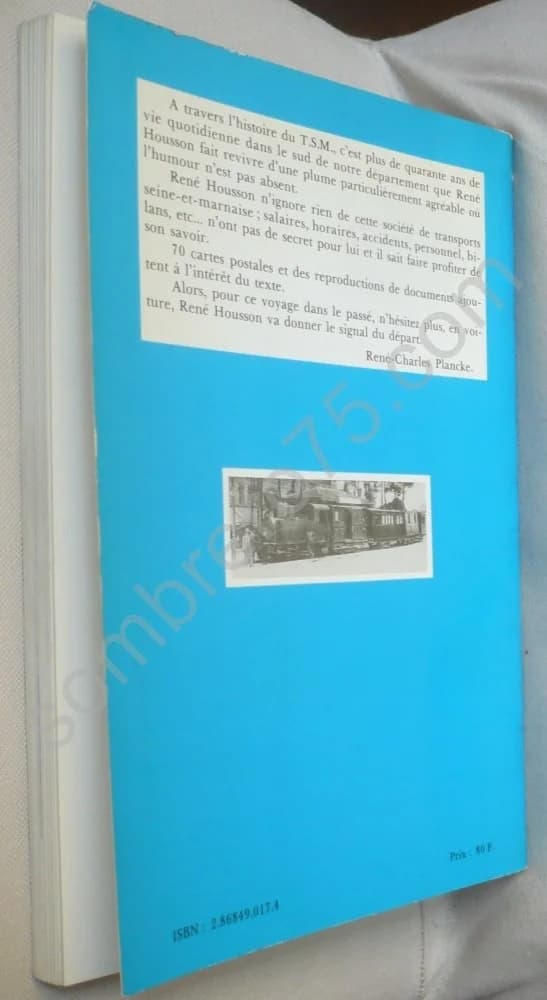 A travers l'histoire du T.S.M., c'est plus de quarante ans de
vie quotidienne dans le sud de notre département que René
Housson fait revivre d'une plume particulièrement agréable où
l'humour n'est pas absent.
René Housson n'ignore rien de cette société de transports
seine-et-marnaise ; salaires, horaires, accidents, personnel, bi-
lans, etc... n'ont pas de secret pour lui et il sait faire profiter de
son savoir.
70 cartes postales et des reproductions de documents ajou-
tent à l'intérêt du texte.
Alors, pour ce voyage dans le passé, n'hésitez plus, en voi-
ture, René Housson va donner le signal du départ.
René-Charles Plancke.
sombrero75.com
Prix : 80 F.
ISBN : 2.86849.017.4